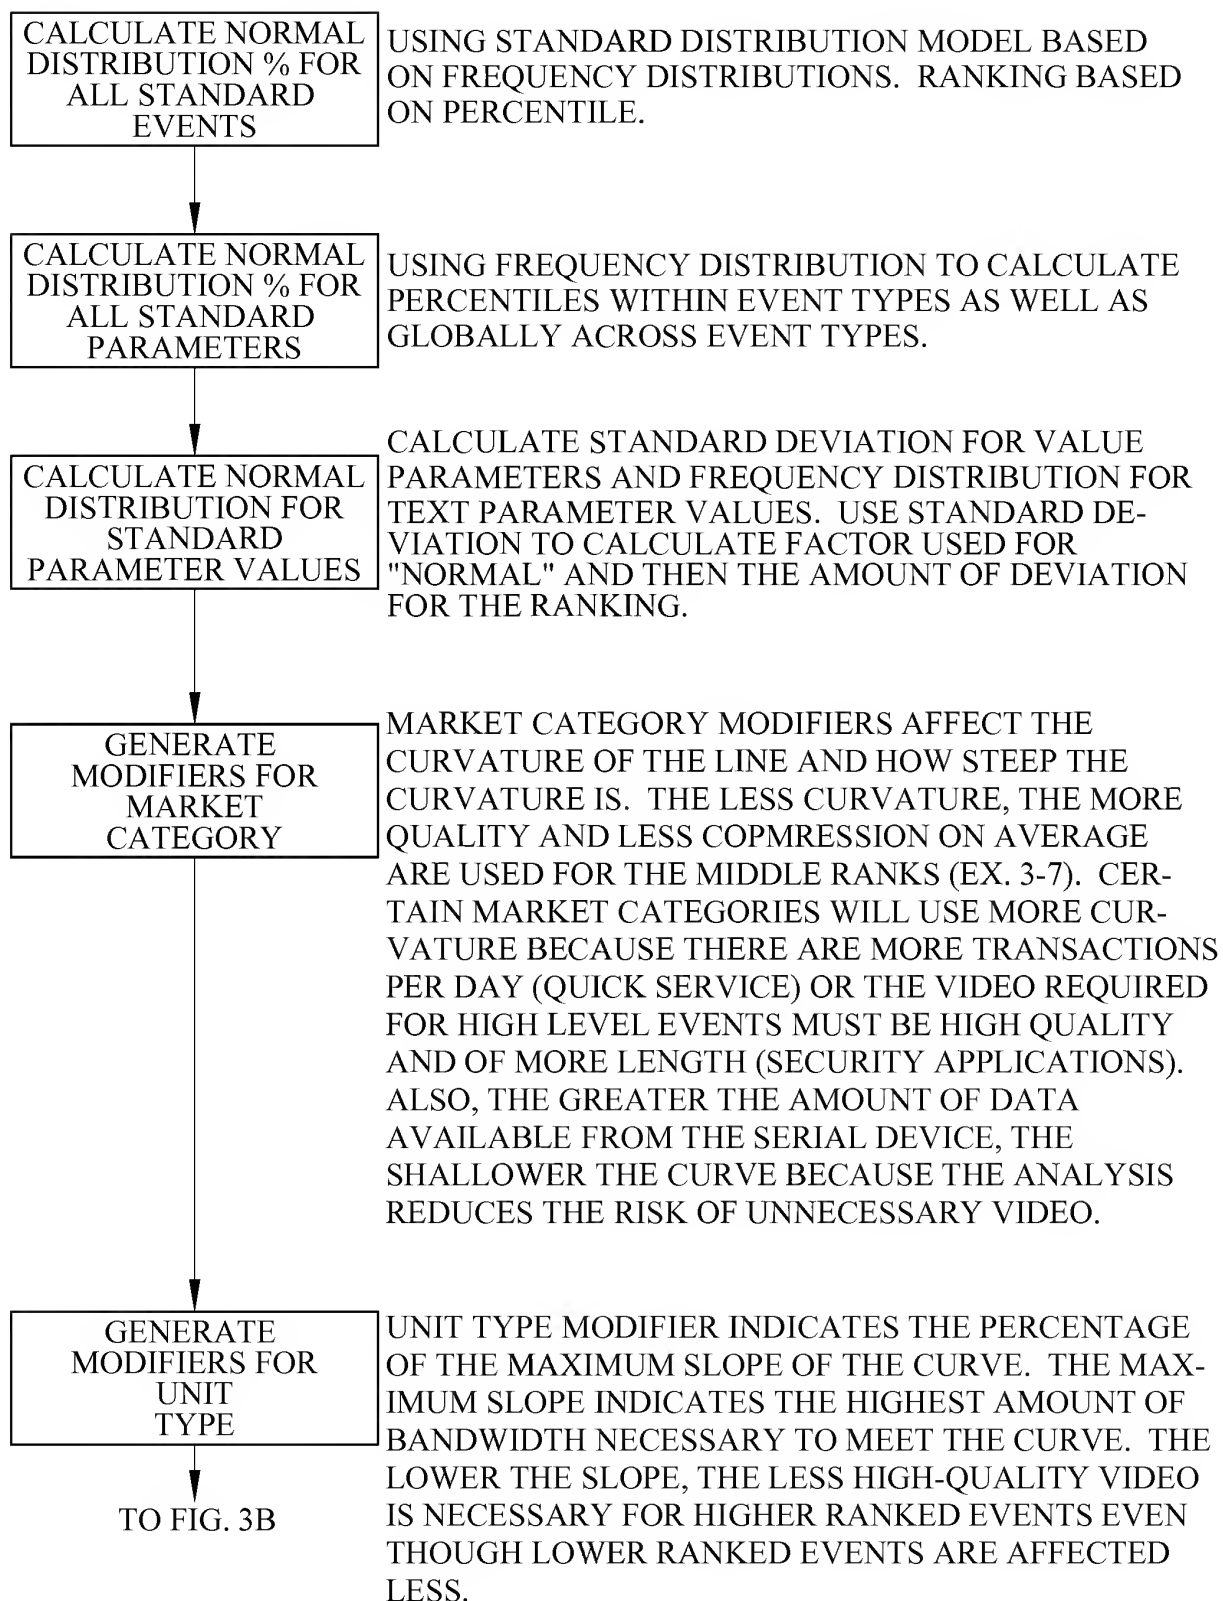 CALCULATE NORMAL
DISTRIBUTION % FOR
ALL STANDARD
EVENTS
USING STANDARD DISTRIBUTION MODEL BASED
ON FREQUENCY DISTRIBUTIONS. RANKING BASED
ON PERCENTILE.
CALCULATE NORMAL
DISTRIBUTION % FOR
ALL STANDARD
PARAMETERS
USING FREQUENCY DISTRIBUTION TO CALCULATE
PERCENTILES WITHIN EVENT TYPES AS WELL AS
GLOBALLY ACROSS EVENT TYPES.
CALCULATE NORMAL
DISTRIBUTION FOR
STANDARD
PARAMETER VALUES
CALCULATE STANDARD DEVIATION FOR VALUE
PARAMETERS AND FREQUENCY DISTRIBUTION FOR
TEXT PARAMETER VALUES. USE STANDARD DE-
VIATION TO CALCULATE FACTOR USED FOR
"NORMAL" AND THEN THE AMOUNT OF DEVIATION
FOR THE RANKING.
GENERATE
MODIFIERS FOR
MARKET
CATEGORY
MARKET CATEGORY MODIFIERS AFFECT THE
CURVATURE OF THE LINE AND HOW STEEP THE
CURVATURE IS. THE LESS CURVATURE, THE MORE
QUALITY AND LESS COPMRESSION ON AVERAGE
ARE USED FOR THE MIDDLE RANKS (EX. 3-7). CER-
TAIN MARKET CATEGORIES WILL USE MORE CUR-
VATURE BECAUSE THERE ARE MORE TRANSACTIONS
PER DAY (QUICK SERVICE) OR THE VIDEO REQUIRED
FOR HIGH LEVEL EVENTS MUST BE HIGH QUALITY
AND OF MORE LENGTH (SECURITY APPLICATIONS).
ALSO, THE GREATER THE AMOUNT OF DATA
AVAILABLE FROM THE SERIAL DEVICE, THE
SHALLOWER THE CURVE BECAUSE THE ANALYSIS
REDUCES THE RISK OF UNNECESSARY VIDEO.
GENERATE
MODIFIERS FOR
UNIT
TYPE
UNIT TYPE MODIFIER INDICATES THE PERCENTAGE
OF THE MAXIMUM SLOPE OF THE CURVE. THE MAX-
IMUM SLOPE INDICATES THE HIGHEST AMOUNT OF
BANDWIDTH NECESSARY TO MEET THE CURVE. THE
LOWER THE SLOPE, THE LESS HIGH-QUALITY VIDEO
IS NECESSARY FOR HIGHER RANKED EVENTS EVEN
THOUGH LOWER RANKED EVENTS ARE AFFECTED
LESS.
TO FIG. 3B